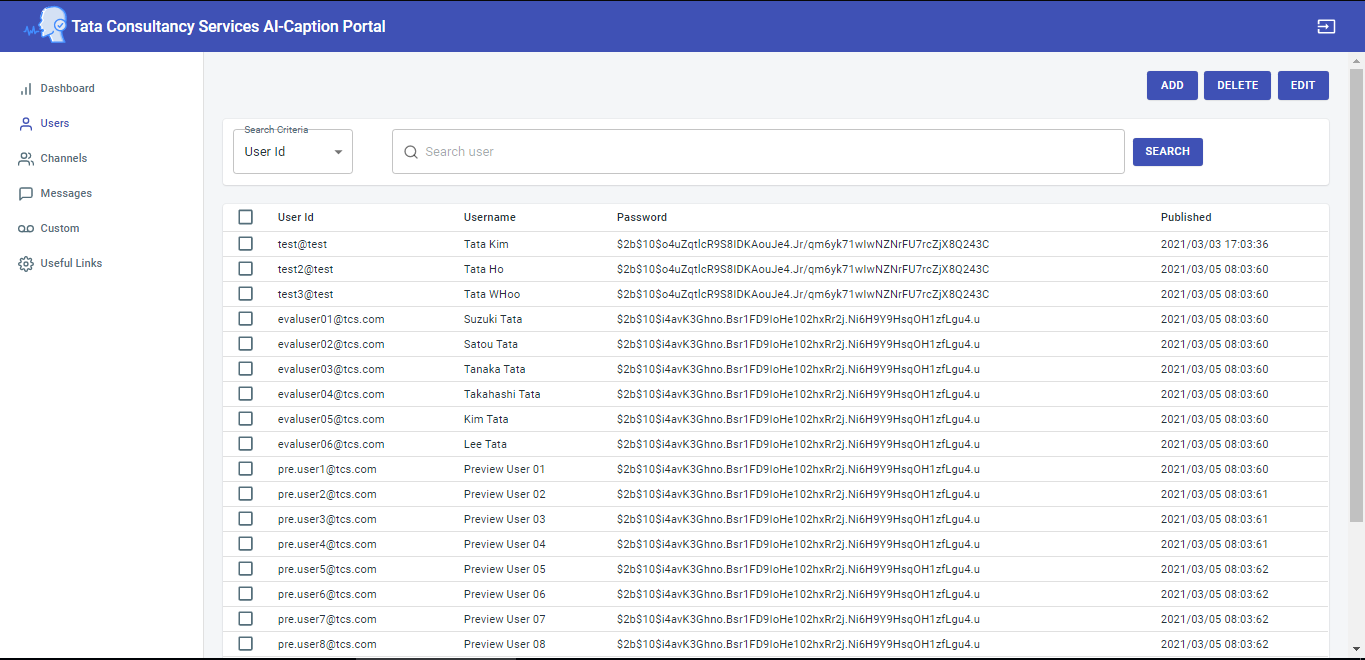 Tata Consultancy Services AI-Caption Portal
Dashboard
Users
Channels
Messages
Custom
Useful Links
ADD DELETE EDIT
Search Criteria
User Id Search user SEARCH
User Id Username Password Published
test@test Tata Kim $2b$10$o4uZqtlcR9S8IDKAouJe4.Jr/qm6yk71wIwNZNrFU7rcZjX8Q243C 2021/03/03 17:03:36
test2@test Tata Ho $2b$10$o4uZqtlcR9S8IDKAouJe4.Jr/qm6yk71wIwNZNrFU7rcZjX8Q243C 2021/03/05 08:03:60
test3@test Tata WHoo $2b$10$o4uZqtlcR9S8IDKAouJe4.Jr/qm6yk71wIwNZNrFU7rcZjX8Q243C 2021/03/05 08:03:60
evaluser01@tcs.com Suzuki Tata $2b$10$i4avK3Ghno.Bsr1FD9IoHe102hxRr2j.Ni6H9Y9HsqOH1zfLgu4.u 2021/03/05 08:03:60
evaluser02@tcs.com Satou Tata $2b$10$i4avK3Ghno.Bsr1FD9IoHe102hxRr2j.Ni6H9Y9HsqOH1zfLgu4.u 2021/03/05 08:03:60
evaluser03@tcs.com Tanaka Tata $2b$10$i4avK3Ghno.Bsr1FD9IoHe102hxRr2j.Ni6H9Y9HsqOH1zfLgu4.u 2021/03/05 08:03:60
evaluser04@tcs.com Takahashi Tata $2b$10$i4avK3Ghno.Bsr1FD9IoHe102hxRr2j.Ni6H9Y9HsqOH1zfLgu4.u 2021/03/05 08:03:60
evaluser05@tcs.com Kim Tata $2b$10$i4avK3Ghno.Bsr1FD9IoHe102hxRr2j.Ni6H9Y9HsqOH1zfLgu4.u 2021/03/05 08:03:60
evaluser06@tcs.com Lee Tata $2b$10$i4avK3Ghno.Bsr1FD9IoHe102hxRr2j.Ni6H9Y9HsqOH1zfLgu4.u 2021/03/05 08:03:60
pre.user1@tcs.com Preview User 01 $2b$10$i4avK3Ghno.Bsr1FD9IoHe102hxRr2j.Ni6H9Y9HsqOH1zfLgu4.u 2021/03/05 08:03:60
pre.user2@tcs.com Preview User 02 $2b$10$i4avK3Ghno.Bsr1FD9IoHe102hxRr2j.Ni6H9Y9HsqOH1zfLgu4.u 2021/03/05 08:03:61
pre.user3@tcs.com Preview User 03 $2b$10$i4avK3Ghno.Bsr1FD9IoHe102hxRr2j.Ni6H9Y9HsqOH1zfLgu4.u 2021/03/05 08:03:61
pre.user4@tcs.com Preview User 04 $2b$10$i4avK3Ghno.Bsr1FD9IoHe102hxRr2j.Ni6H9Y9HsqOH1zfLgu4.u 2021/03/05 08:03:61
pre.user5@tcs.com Preview User 05 $2b$10$i4avK3Ghno.Bsr1FD9IoHe102hxRr2j.Ni6H9Y9HsqOH1zfLgu4.u 2021/03/05 08:03:62
pre.user6@tcs.com Preview User 06 $2b$10$i4avK3Ghno.Bsr1FD9IoHe102hxRr2j.Ni6H9Y9HsqOH1zfLgu4.u 2021/03/05 08:03:62
pre.user7@tcs.com Preview User 07 $2b$10$i4avK3Ghno.Bsr1FD9IoHe102hxRr2j.Ni6H9Y9HsqOH1zfLgu4.u 2021/03/05 08:03:62
pre.user8@tcs.com Preview User 08 $2b$10$i4avK3Ghno.Bsr1FD9IoHe102hxRr2j.Ni6H9Y9HsqOH1zfLgu4.u 2021/03/05 08:03:62